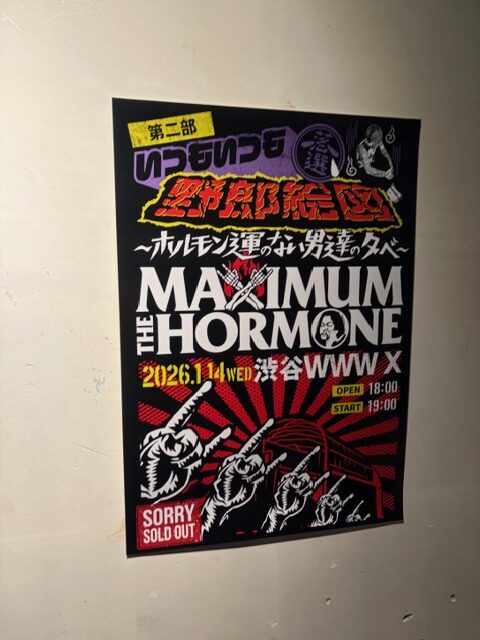 第二部
いつもいつも
落選
野郎絵図
~ホルモン運のない男達の夕べ~
MAXIMUM
THE HORMONE
2026.1.14 WED 渋谷WWW X
OPEN 18:00
START 19:00
SORRY
SOLD OUT